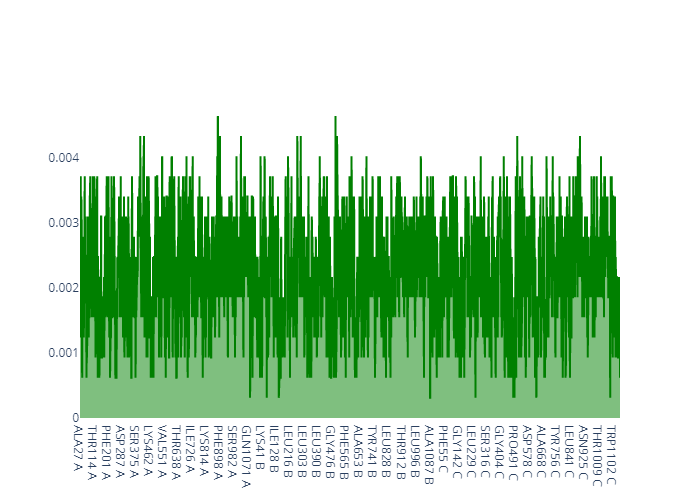 0.004
0.003
0.002
0.001
0
ALA27 A
THR114 A
PHE201 A
ASP287 A
SER375 A
LYS462 A
VAL551 A
THR638 A
ILE726 A
LYS814 A
PHE898 A
SER982 A
GLN1071 A
LYS41 B
ILE128 B
LEU216 B
LEU303 B
LEU390 B
GLY476 B
PHE565 B
ALA653 B
TYR741 B
LEU828 B
THR912 B
LEU996 B
ALA1087 B
PHE55 C
GLY142 C
LEU229 C
SER316 C
GLY404 C
PRO491 C
ASP578 C
ALA668 C
TYR756 C
LEU841 C
ASN925 C
THR1009 C
TRP1102 C